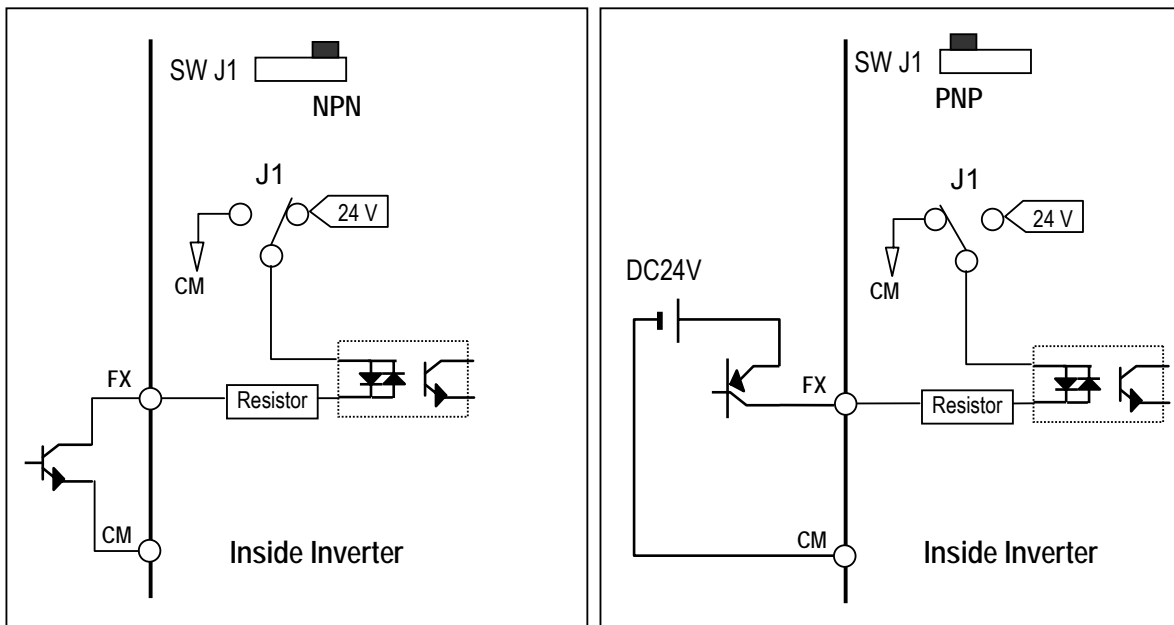 SW J1
NPN
J1
24 V
CM
FX
Resistor
CM
Inside Inverter
SW J1
PNP
J1
24 V
CM
DC24V
FX
Resistor
CM
Inside Inverter